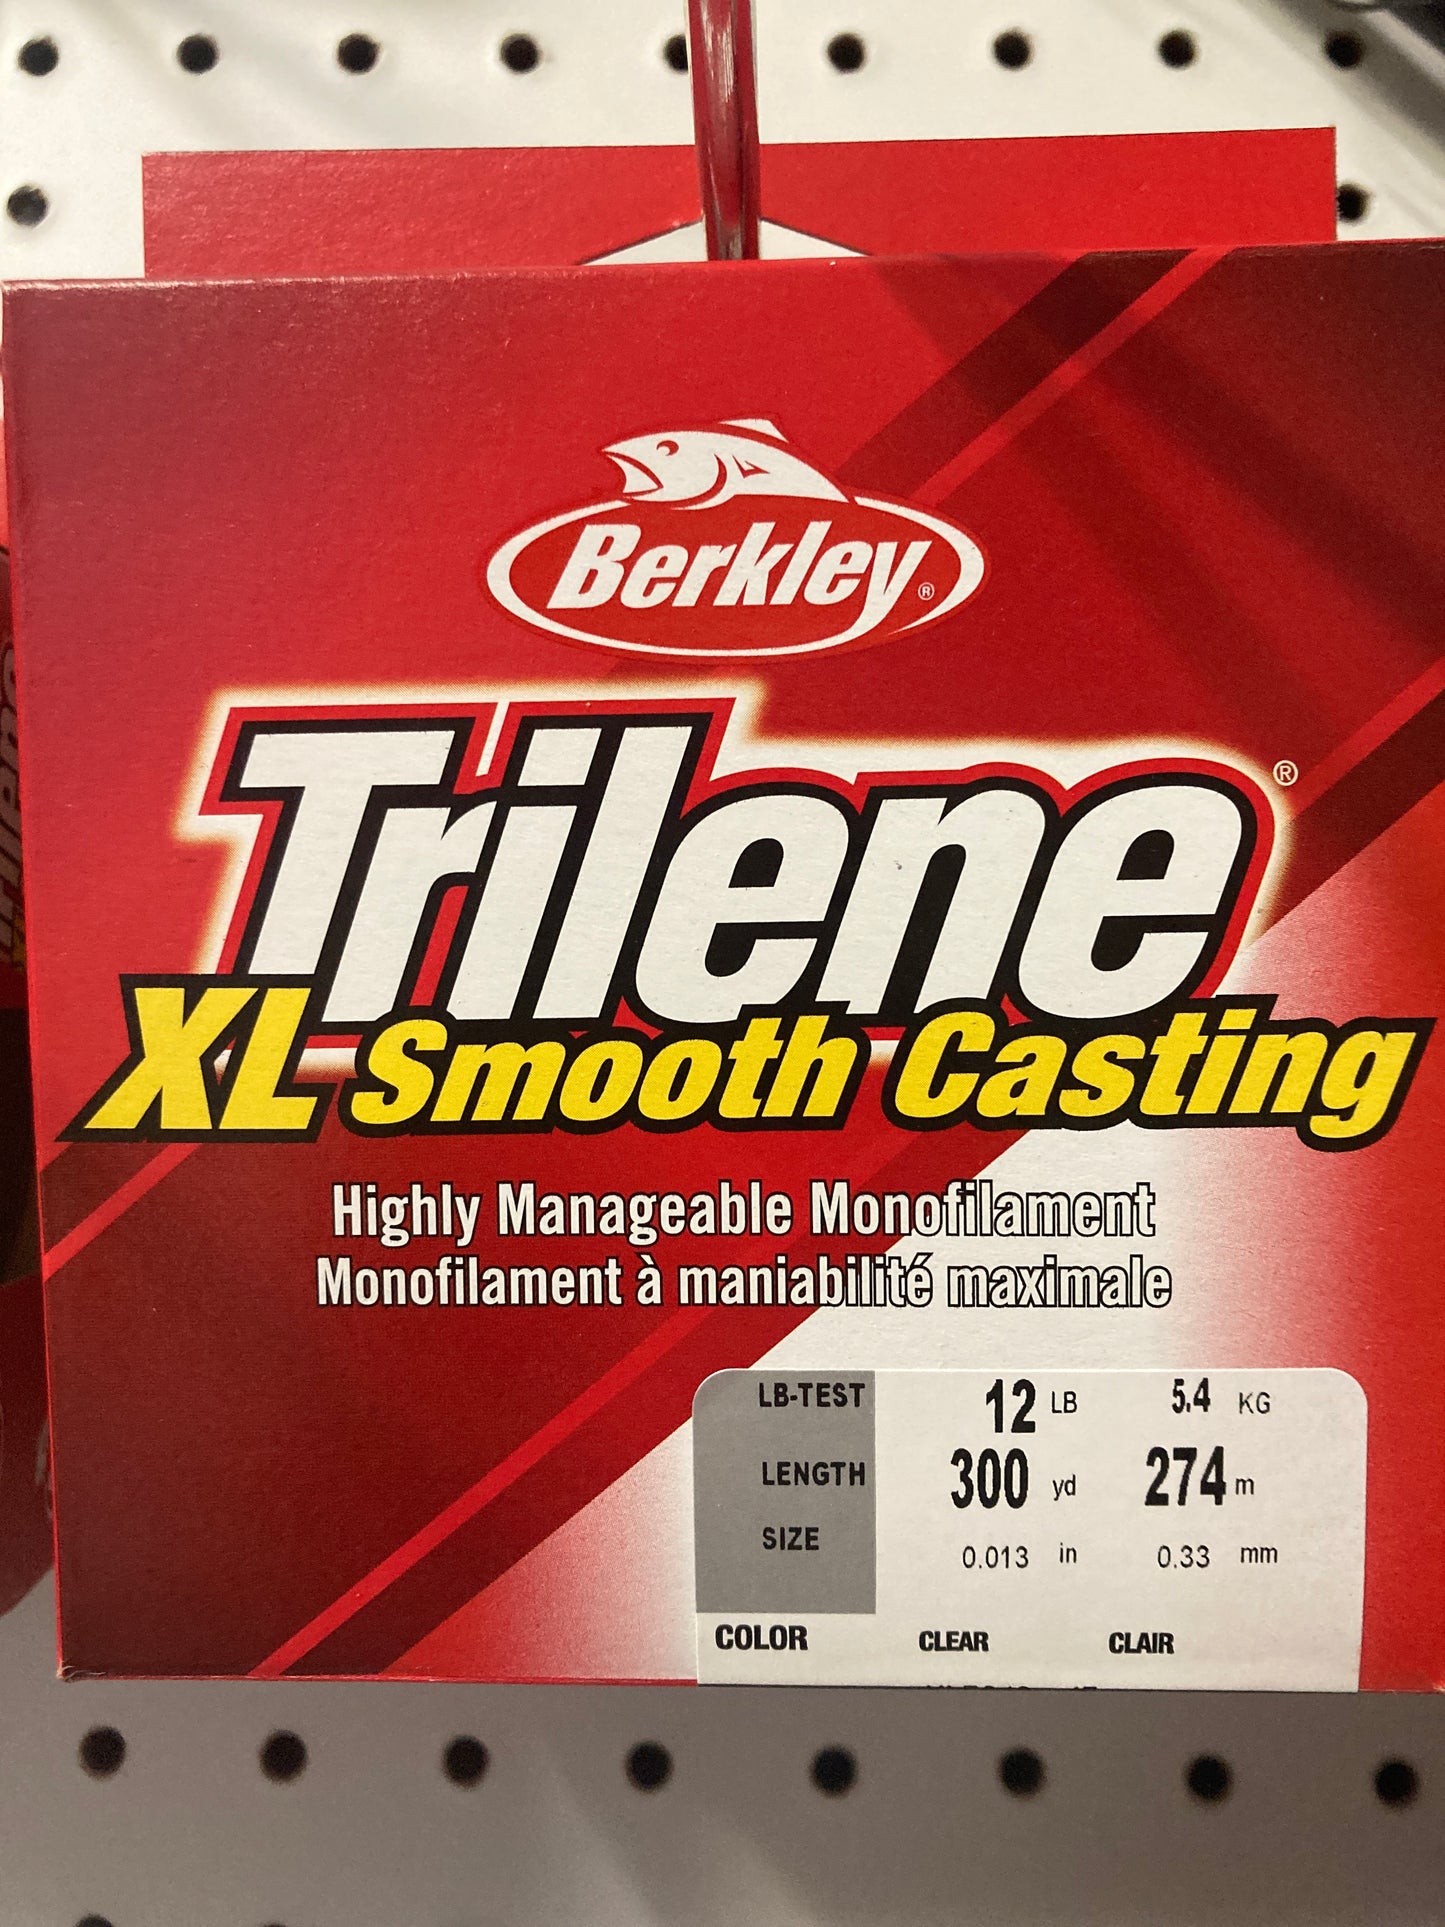 Berkley®
Trilene®
XL Smooth Casting
Highly Manageable Monofilament
Monofilament à maniabilité maximale
LB-TEST 12 LB 5.4 KG
LENGTH 300 yd 274 m
SIZE 0.013 in 0.33 mm
COLOR CLEAR CLAIR